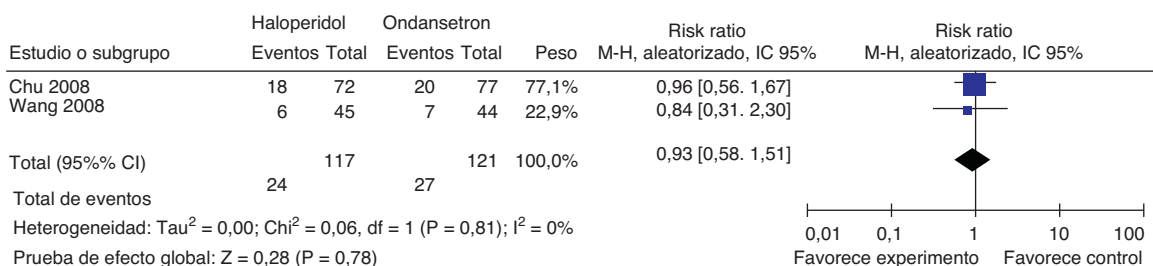 Haloperidol Ondansetron Risk ratio Risk ratio
Estudio o subgrupo Eventos Total Eventos Total Peso M-H, aleatorizado, IC 95% M-H, aleatorizado, IC 95%
Chu 2008 18 72 20 77 77,1% 0,96 [0,56. 1,67]
Wang 2008 6 45 7 44 22,9% 0,84 [0,31. 2,30]
Total (95%% CI) 117 121 100,0% 0,93 [0,58. 1,51]
Total de eventos 24 27
Heterogeneidad: Tau² = 0,00; Chi² = 0,06, df = 1 (P = 0,81); I² = 0%
Prueba de efecto global: Z = 0,28 (P = 0,78)
0,01 0,1 1 10 100
Favorece experimento Favorece control